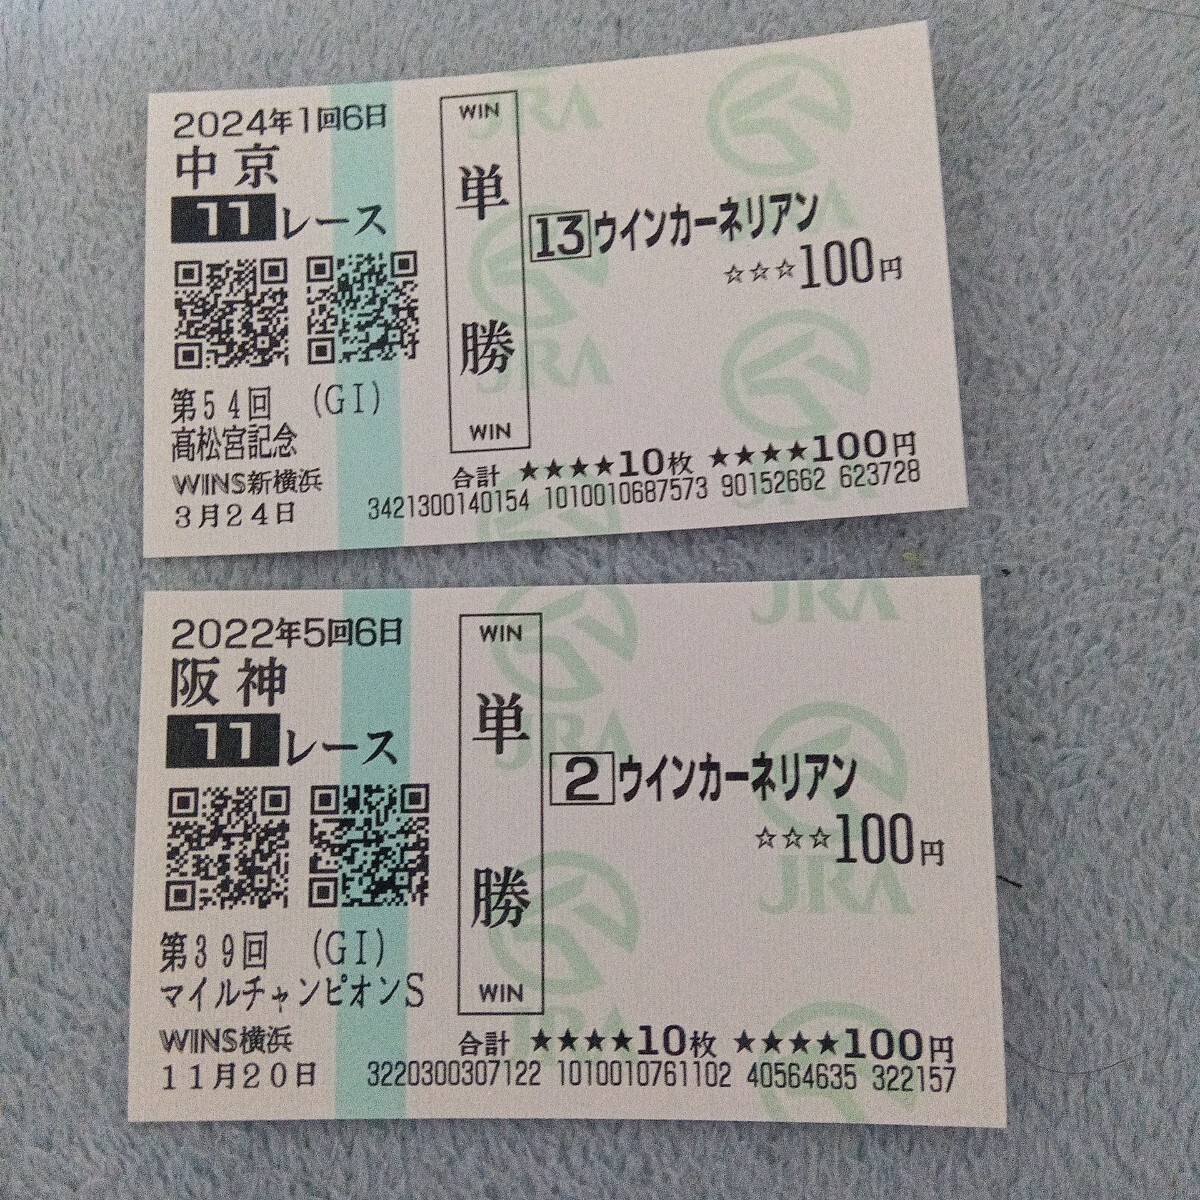 2024年1回6日
中京
11レース
第54回 (GI)
高松宮記念
WINS新横浜
3月24日
WIN
単勝
WIN
13ウインカーネリアン
☆☆☆100円
合計 ★★★★10枚 ★★★★100円
3421300140154 1010010687573 90152662 623728
JRA
JRA
2022年5回6日
阪神
11レース
第39回 (GI)
マイルチャンピオンS
WINS横浜
11月20日
WIN
単勝
WIN
2ウインカーネリアン
☆☆☆100円
合計 ★★★★10枚 ★★★★100円
3220300307122 1010010761102 40564635 322157
JRA
JRA